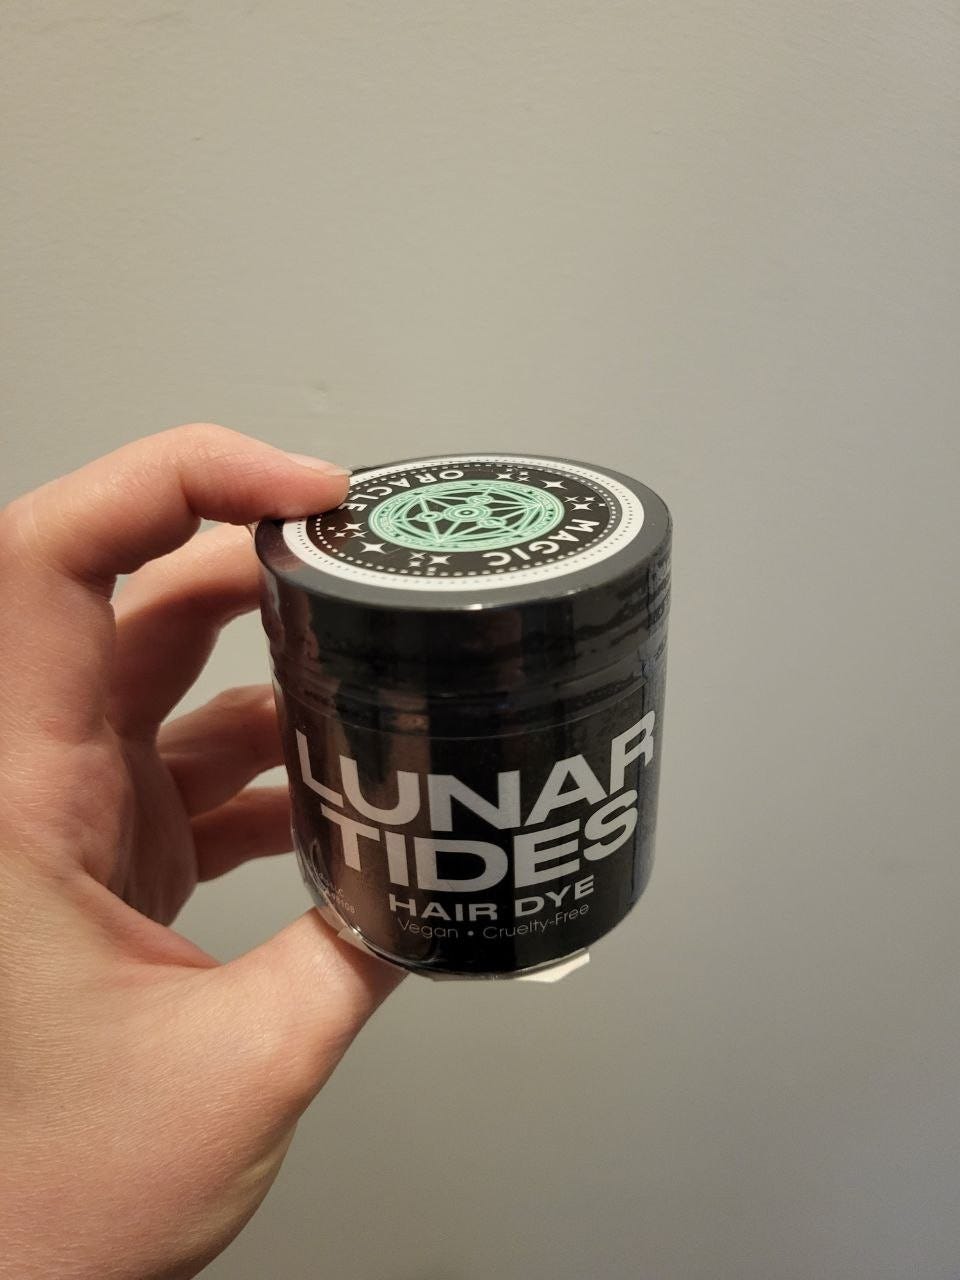 MAGIC
ORACLE
LUNAR
TIDES
HAIR DYE
Vegan • Cruelty-Free